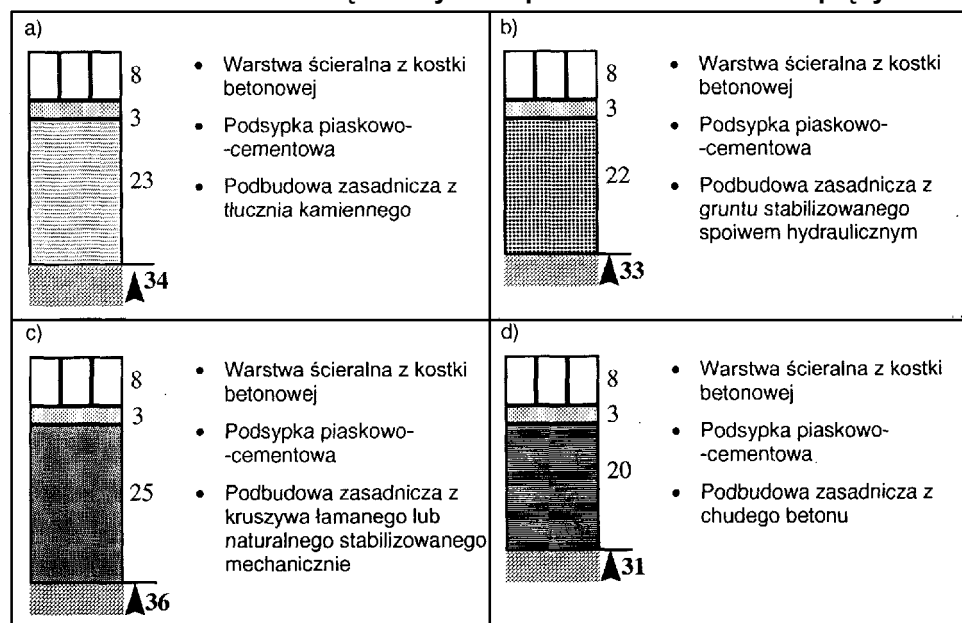 a)
8
3
23
34
• Warstwa ścieralna z kostki
betonowej
• Podsypka piaskowo-
-cementowa
• Podbudowa zasadnicza z
tłucznia kamiennego
b)
8
3
22
33
• Warstwa ścieralna z kostki
betonowej
• Podsypka piaskowo-
-cementowa
• Podbudowa zasadnicza z
gruntu stabilizowanego
spoiwem hydraulicznym
c)
8
3
25
36
• Warstwa ścieralna z kostki
betonowej
• Podsypka piaskowo-
-cementowa
• Podbudowa zasadnicza z
kruszywa łamanego lub
naturalnego stabilizowanego
mechanicznie
d)
8
3
20
31
• Warstwa ścieralna z kostki
betonowej
• Podsypka piaskowo-
-cementowa
• Podbudowa zasadnicza z
chudego betonu